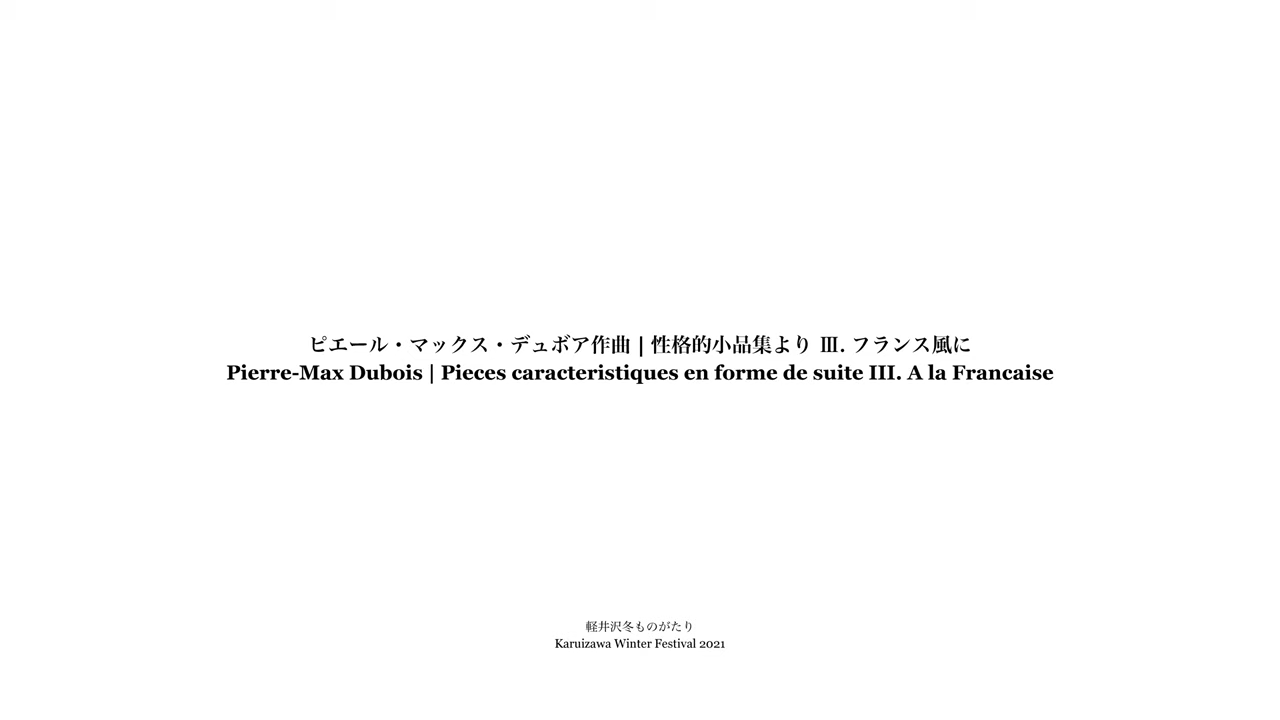 ピエール・マックス・デュボア作曲 | 性格的小品集より Ⅲ. フランス風に
Pierre-Max Dubois | Pieces caracteristiques en forme de suite III. A la Francaise
軽井沢冬ものがたり
Karuizawa Winter Festival 2021